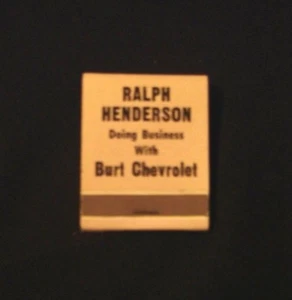 RALPH
HENDERSON
Doing Business
With
Burt Chevrolet